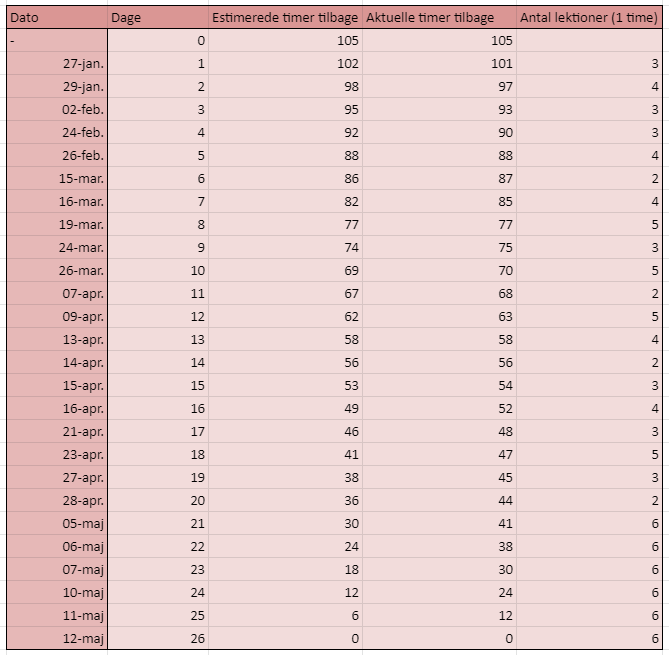 Dato Dage Estimerede timer tilbage Aktuelle timer tilbage Antal lektioner (1 time)
- 0 105 105
27-jan. 1 102 101 3
29-jan. 2 98 97 4
02-feb. 3 95 93 3
24-feb. 4 92 90 3
26-feb. 5 88 88 4
15-mar. 6 86 87 2
16-mar. 7 82 85 4
19-mar. 8 77 77 5
24-mar. 9 74 75 3
26-mar. 10 69 70 5
07-apr. 11 67 68 2
09-apr. 12 62 63 5
13-apr. 13 58 58 4
14-apr. 14 56 56 2
15-apr. 15 53 54 3
16-apr. 16 49 52 4
21-apr. 17 46 48 3
23-apr. 18 41 47 5
27-apr. 19 38 45 3
28-apr. 20 36 44 2
05-maj 21 30 41 6
06-maj 22 24 38 6
07-maj 23 18 30 6
10-maj 24 12 24 6
11-maj 25 6 12 6
12-maj 26 0 0 6